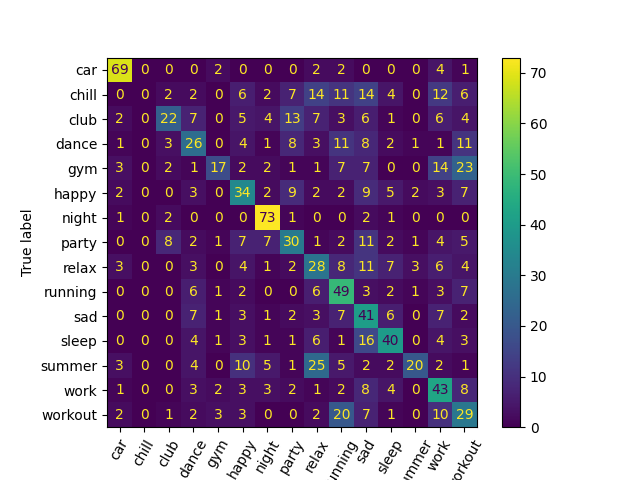 car 69 0 0 0 2 0 0 0 2 2 0 0 0 4 1
chill 0 0 2 2 0 6 2 7 14 11 14 4 0 12 6
club 2 0 22 7 0 5 4 13 7 3 6 1 0 6 4
dance 1 0 3 26 0 4 1 8 3 11 8 2 1 1 11
gym 3 0 2 1 17 2 2 1 1 7 7 0 0 14 23
happy 2 0 0 3 0 34 2 9 2 2 9 5 2 3 7
night 1 0 2 0 0 0 73 1 0 0 2 1 0 0 0
party 0 0 8 2 1 7 7 30 1 2 11 2 1 4 5
relax 3 0 0 3 0 4 1 2 28 8 11 7 3 6 4
running 0 0 0 6 1 2 0 0 6 49 3 2 1 3 7
sad 0 0 0 7 1 3 1 2 3 7 41 6 0 7 2
sleep 0 0 0 4 1 3 1 1 6 1 16 40 0 4 3
summer 3 0 0 4 0 10 5 1 25 5 2 2 20 2 1
work 1 0 0 3 2 3 3 2 1 2 8 4 0 43 8
workout 2 0 1 2 3 3 0 0 2 20 7 1 0 10 29
True label
car chill club dance gym happy night party relax unning sad sleep ummer work orkout
70
60
50
40
30
20
10
0